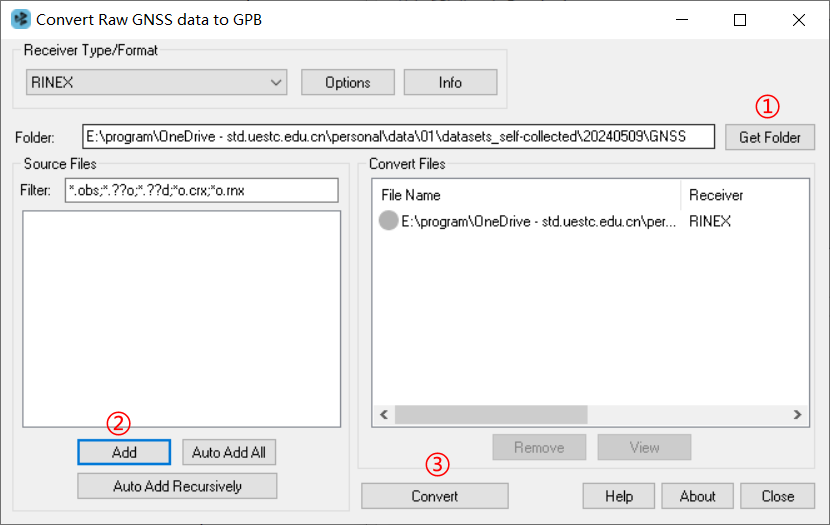 Convert Raw GNSS data to GPB
Receiver Type/Format
RINEX
Options
Info
①
Folder:
E:\program\OneDrive - std.uestc.edu.cn\personal\data\01\datasets_self-collected\20240509\GNSS
Get Folder
Source Files
Filter:
*.obs;*.??o;*.??d;*o.crx;*o.rnx
②
Add
Auto Add All
Auto Add Recursively
Convert Files
File Name
Receiver
E:\program\OneDrive - std.uestc.edu.cn\per...
RINEX
Remove
View
③
Convert
Help
About
Close